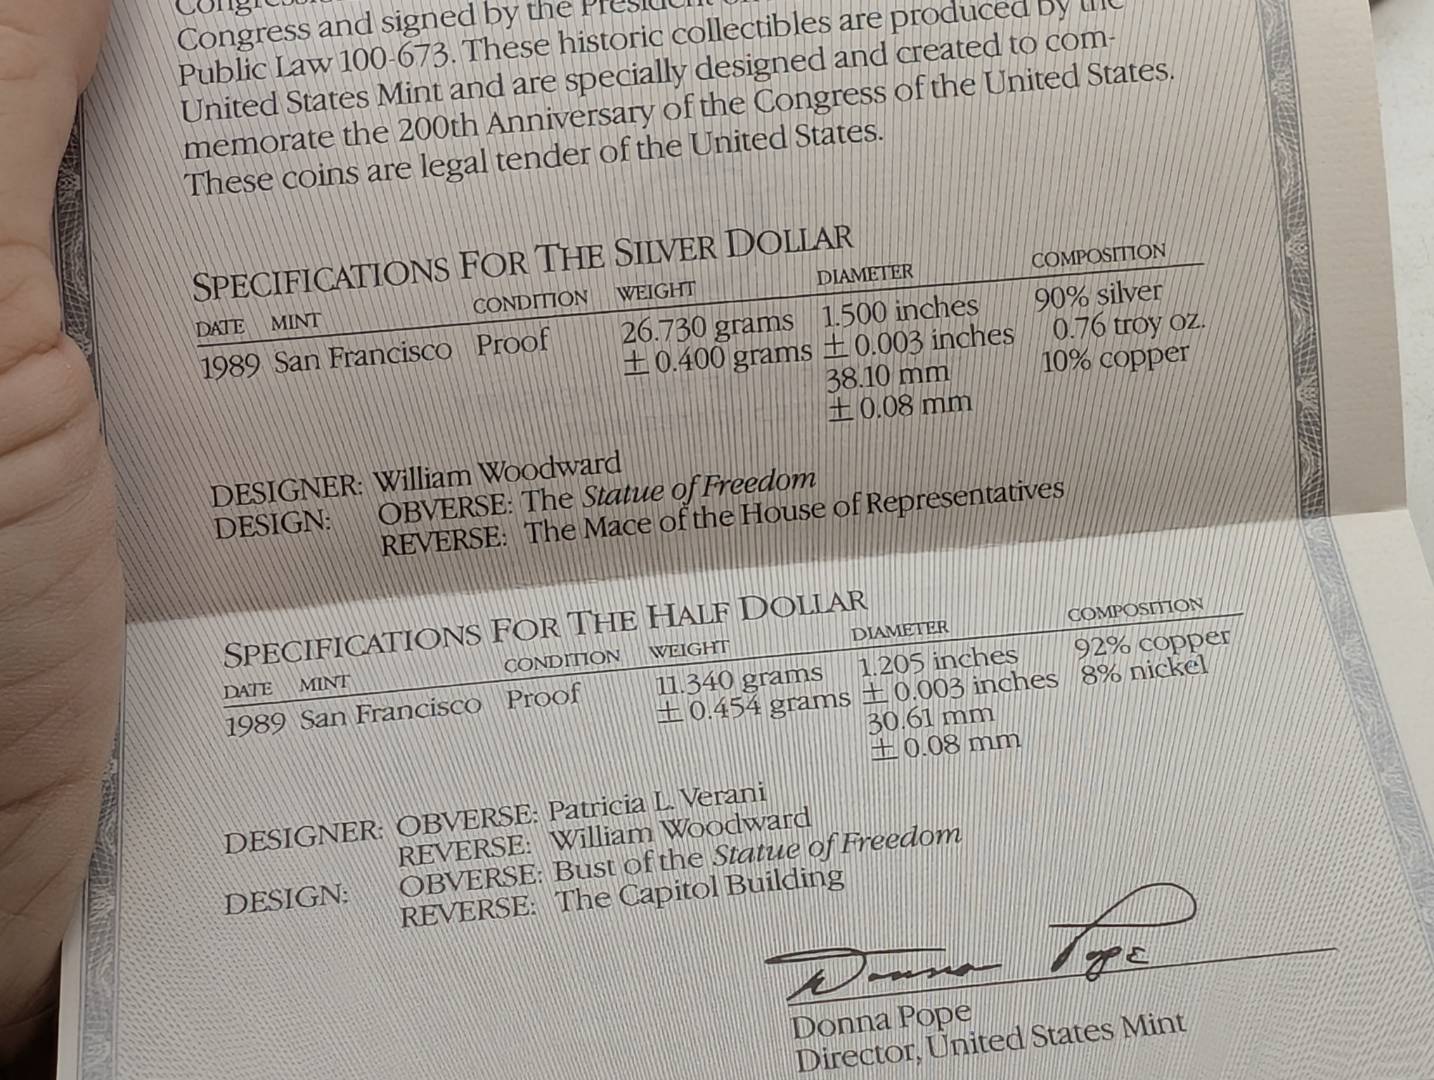 Congress and signed by the President
Public Law 100-673. These historic collectibles are produced by the
United States Mint and are specially designed and created to com-
memorate the 200th Anniversary of the Congress of the United States.
These coins are legal tender of the United States.
SPECIFICATIONS FOR THE SILVER DOLLAR
DATE MINT CONDITION WEIGHT DIAMETER COMPOSITION
1989 San Francisco Proof 26.730 grams 1.500 inches 90% silver
± 0.400 grams ± 0.003 inches 0.76 troy oz.
38.10 mm 10% copper
± 0.08 mm
DESIGNER: William Woodward
DESIGN: OBVERSE: The Statue of Freedom
REVERSE: The Mace of the House of Representatives
SPECIFICATIONS FOR THE HALF DOLLAR
DATE MINT CONDITION WEIGHT DIAMETER COMPOSITION
1989 San Francisco Proof 11.340 grams 1.205 inches 92% copper
± 0.454 grams ± 0.003 inches 8% nickel
30.61 mm
± 0.08 mm
DESIGNER: OBVERSE: Patricia L. Verani
REVERSE: William Woodward
DESIGN: OBVERSE: Bust of the Statue of Freedom
REVERSE: The Capitol Building
Donna Pope
Donna Pope
Director, United States Mint